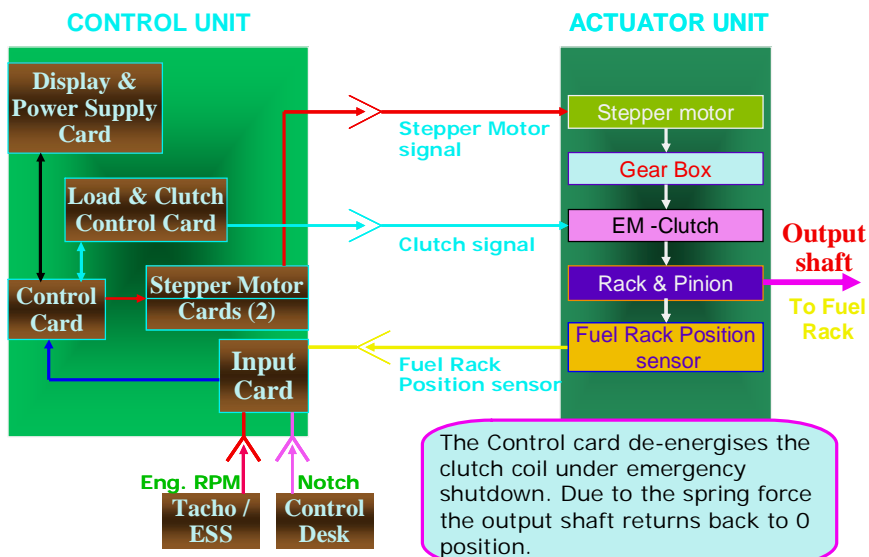 CONTROL UNIT
Display &
Power Supply
Card
Load & Clutch
Control Card
Control
Card
Stepper Motor
Cards (2)
Input
Card
Eng. RPM
Notch
Tacho /
ESS
Control
Desk
Stepper Motor
signal
Clutch signal
Fuel Rack
Position sensor
ACTUATOR UNIT
Stepper motor
Gear Box
EM -Clutch
Rack & Pinion
Fuel Rack Position
sensor
Output
shaft
To Fuel
Rack
The Control card de-energises the
clutch coil under emergency
shutdown. Due to the spring force
the output shaft returns back to 0
position.